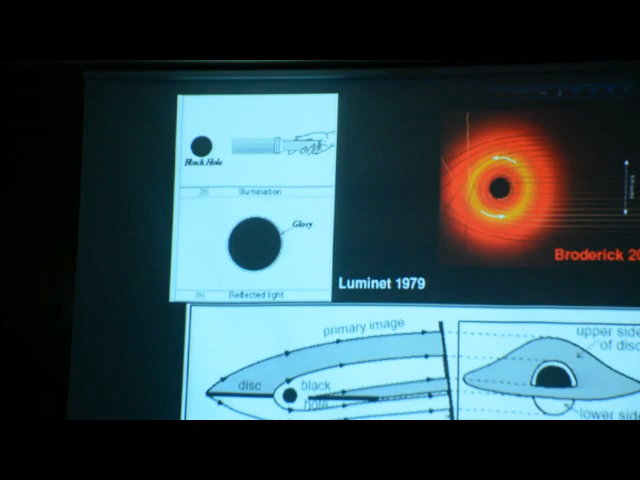 Black Hole
Illumination
Glory
Reflected light
Luminet 1979
Broderick 20
primary image
disc
black
hole
upper side
of disc
lower side